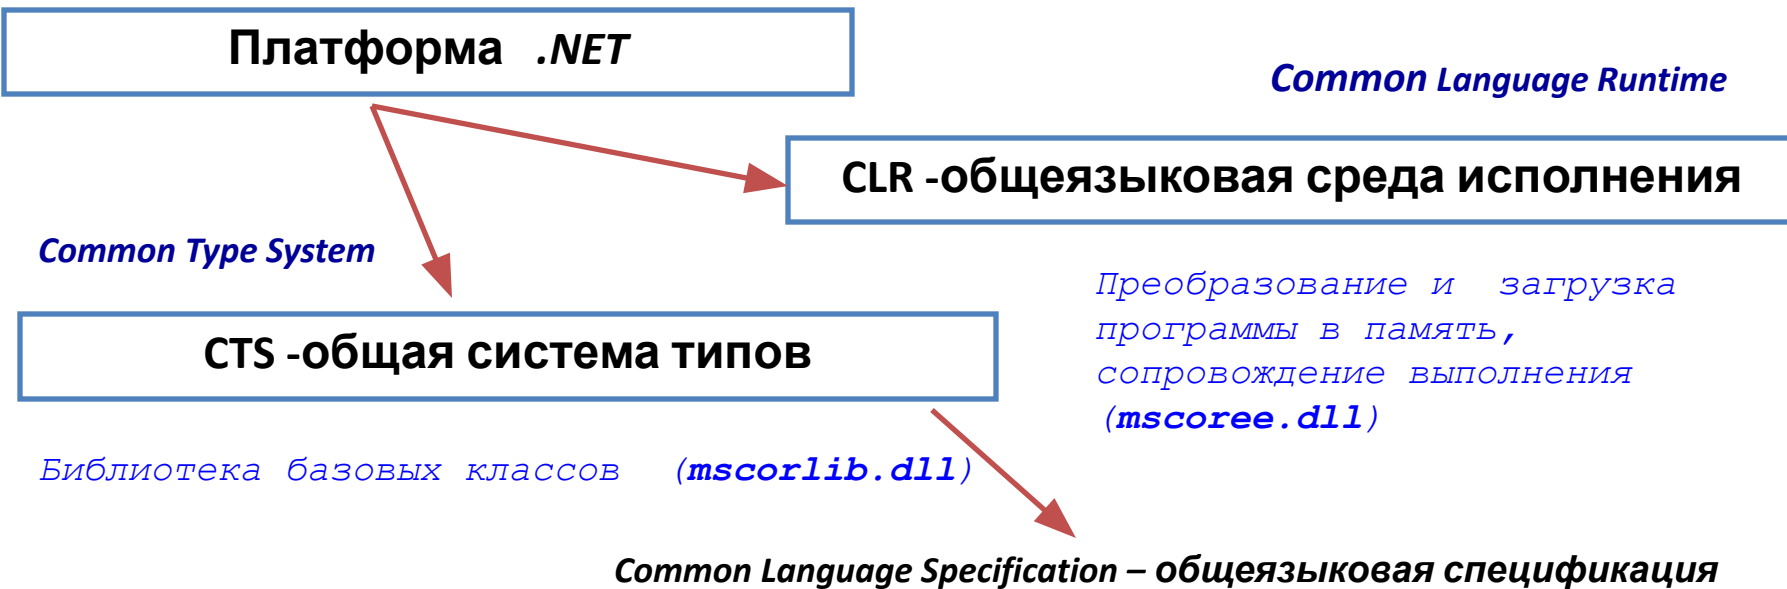 Платформа .NET
Common Language Runtime
CLR -общеязыковая среда исполнения
Common Type System
Преобразование и загрузка
программы в память,
сопровождение выполнения
(mscoree.dll)
CTS -общая система типов
Библиотека базовых классов (mscorlib.dll)
Common Language Specification – общеязыковая спецификация